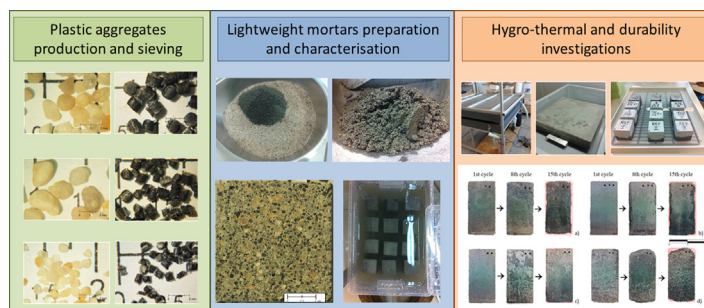 Plastic aggregates
production and sieving
Lightweight mortars preparation
and characterisation
Hygro-thermal and durability
investigations
1st cycle 8th cycle 15th cycle 1st cycle 8th cycle 15th cycle
a) b)
c) d)